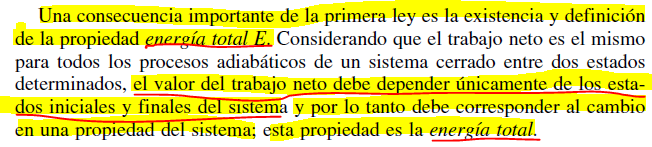 Una consecuencia importante de la primera ley es la existencia y definición
de la propiedad energía total E. Considerando que el trabajo neto es el mismo
para todos los procesos adiabáticos de un sistema cerrado entre dos estados
determinados, el valor del trabajo neto debe depender únicamente de los esta-
dos iniciales y finales del sistema y por lo tanto debe corresponder al cambio
en una propiedad del sistema; esta propiedad es la energía total.